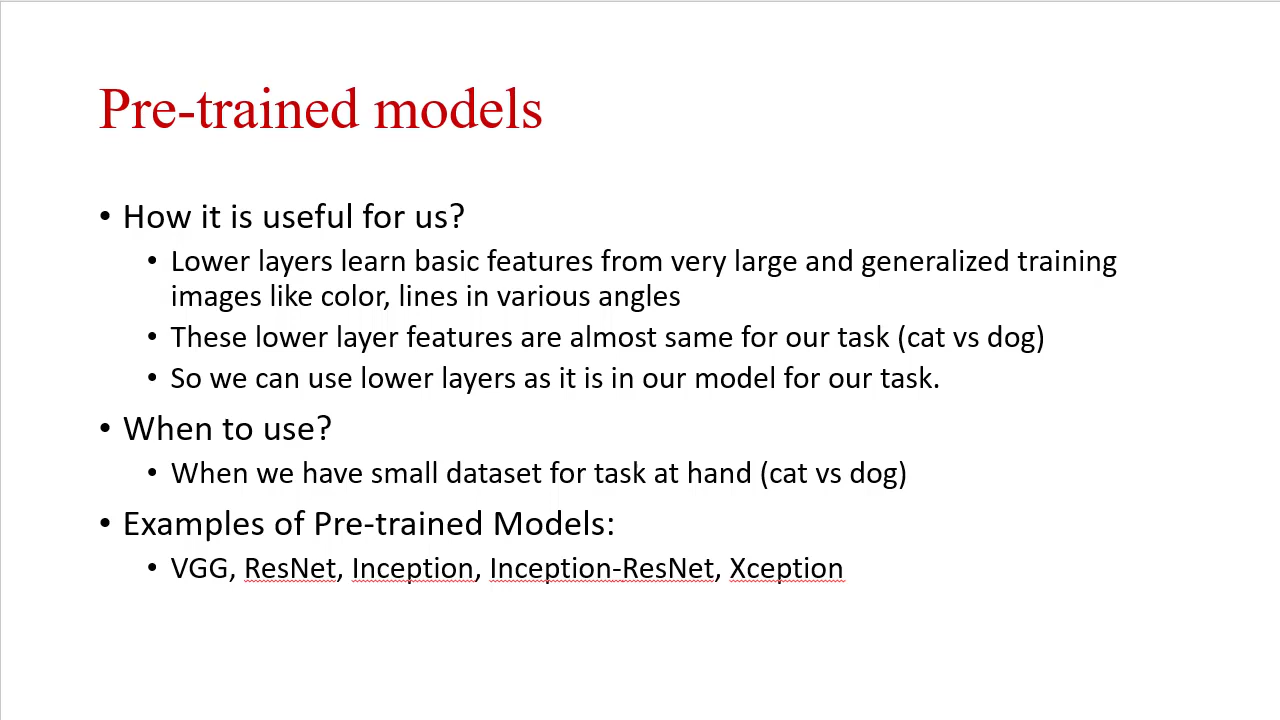 Pre-trained models
• How it is useful for us?
• Lower layers learn basic features from very large and generalized training
images like color, lines in various angles
• These lower layer features are almost same for our task (cat vs dog)
• So we can use lower layers as it is in our model for our task.
• When to use?
• When we have small dataset for task at hand (cat vs dog)
• Examples of Pre-trained Models:
• VGG, ResNet, Inception, Inception-ResNet, Xception